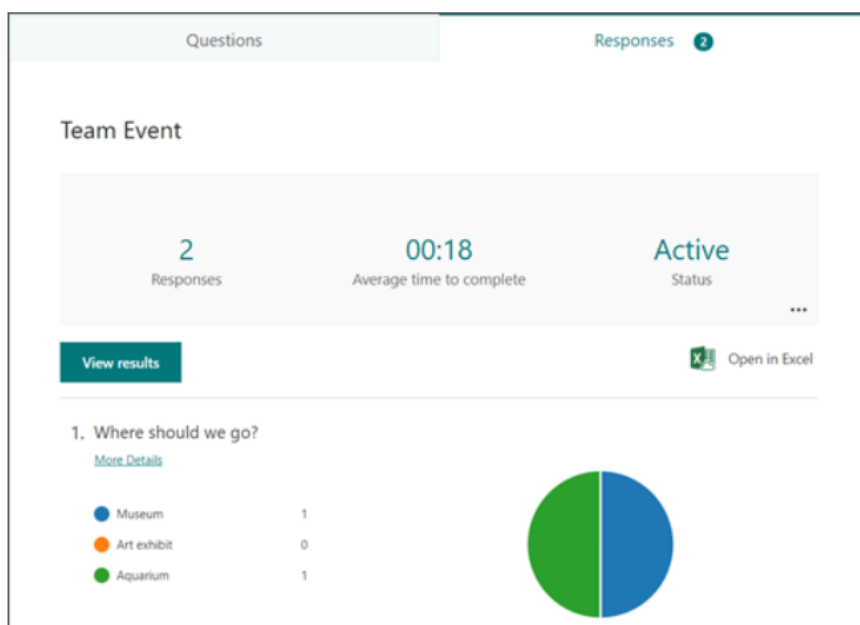 Questions Responses 2
Team Event
2 00:18 Active
Responses Average time to complete Status
...
View results Open in Excel
1. Where should we go?
More Details
Museum 1
Art exhibit 0
Aquarium 1